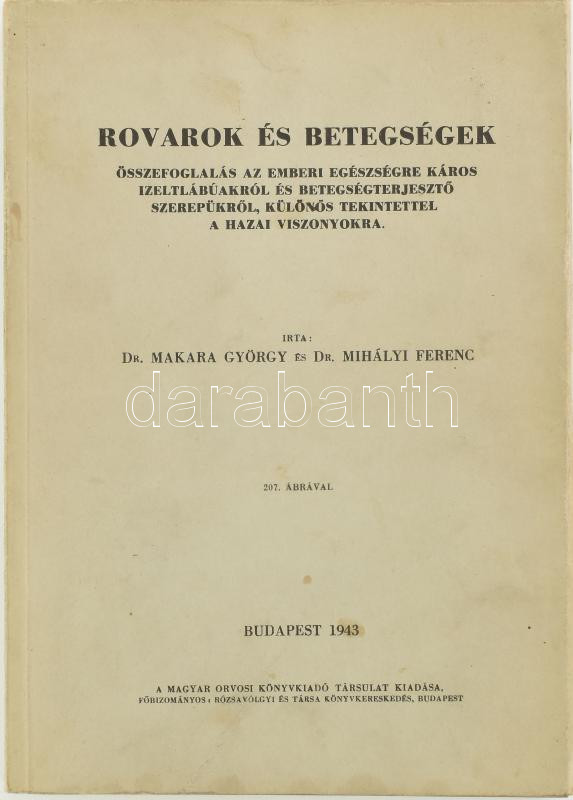 ROVAROK ÉS BETEGSÉGEK
ÖSSZEFOGLALÁS AZ EMBERI EGÉSZSÉGRE KÁROS
IZELTLÁBÚAKRÓL ÉS BETEGSÉGTERJESZTŐ
SZEREPÜKRŐL, KÜLÖNÖS TEKINTETTEL
A HAZAI VISZONYOKRA.
IRTA:
DR. MAKARA GYÖRGY ÉS DR. MIHÁLYI FERENC
darabanth
207. ÁBRÁVAL
BUDAPEST 1943
A MAGYAR ORVOSI KÖNYVKIADÓ TÁRSULAT KIADÁSA,
FŐBIZOMÁNYOS: RÓZSAVÖLGYI ÉS TÁRSA KÖNYVKERESKEDÉS, BUDAPEST